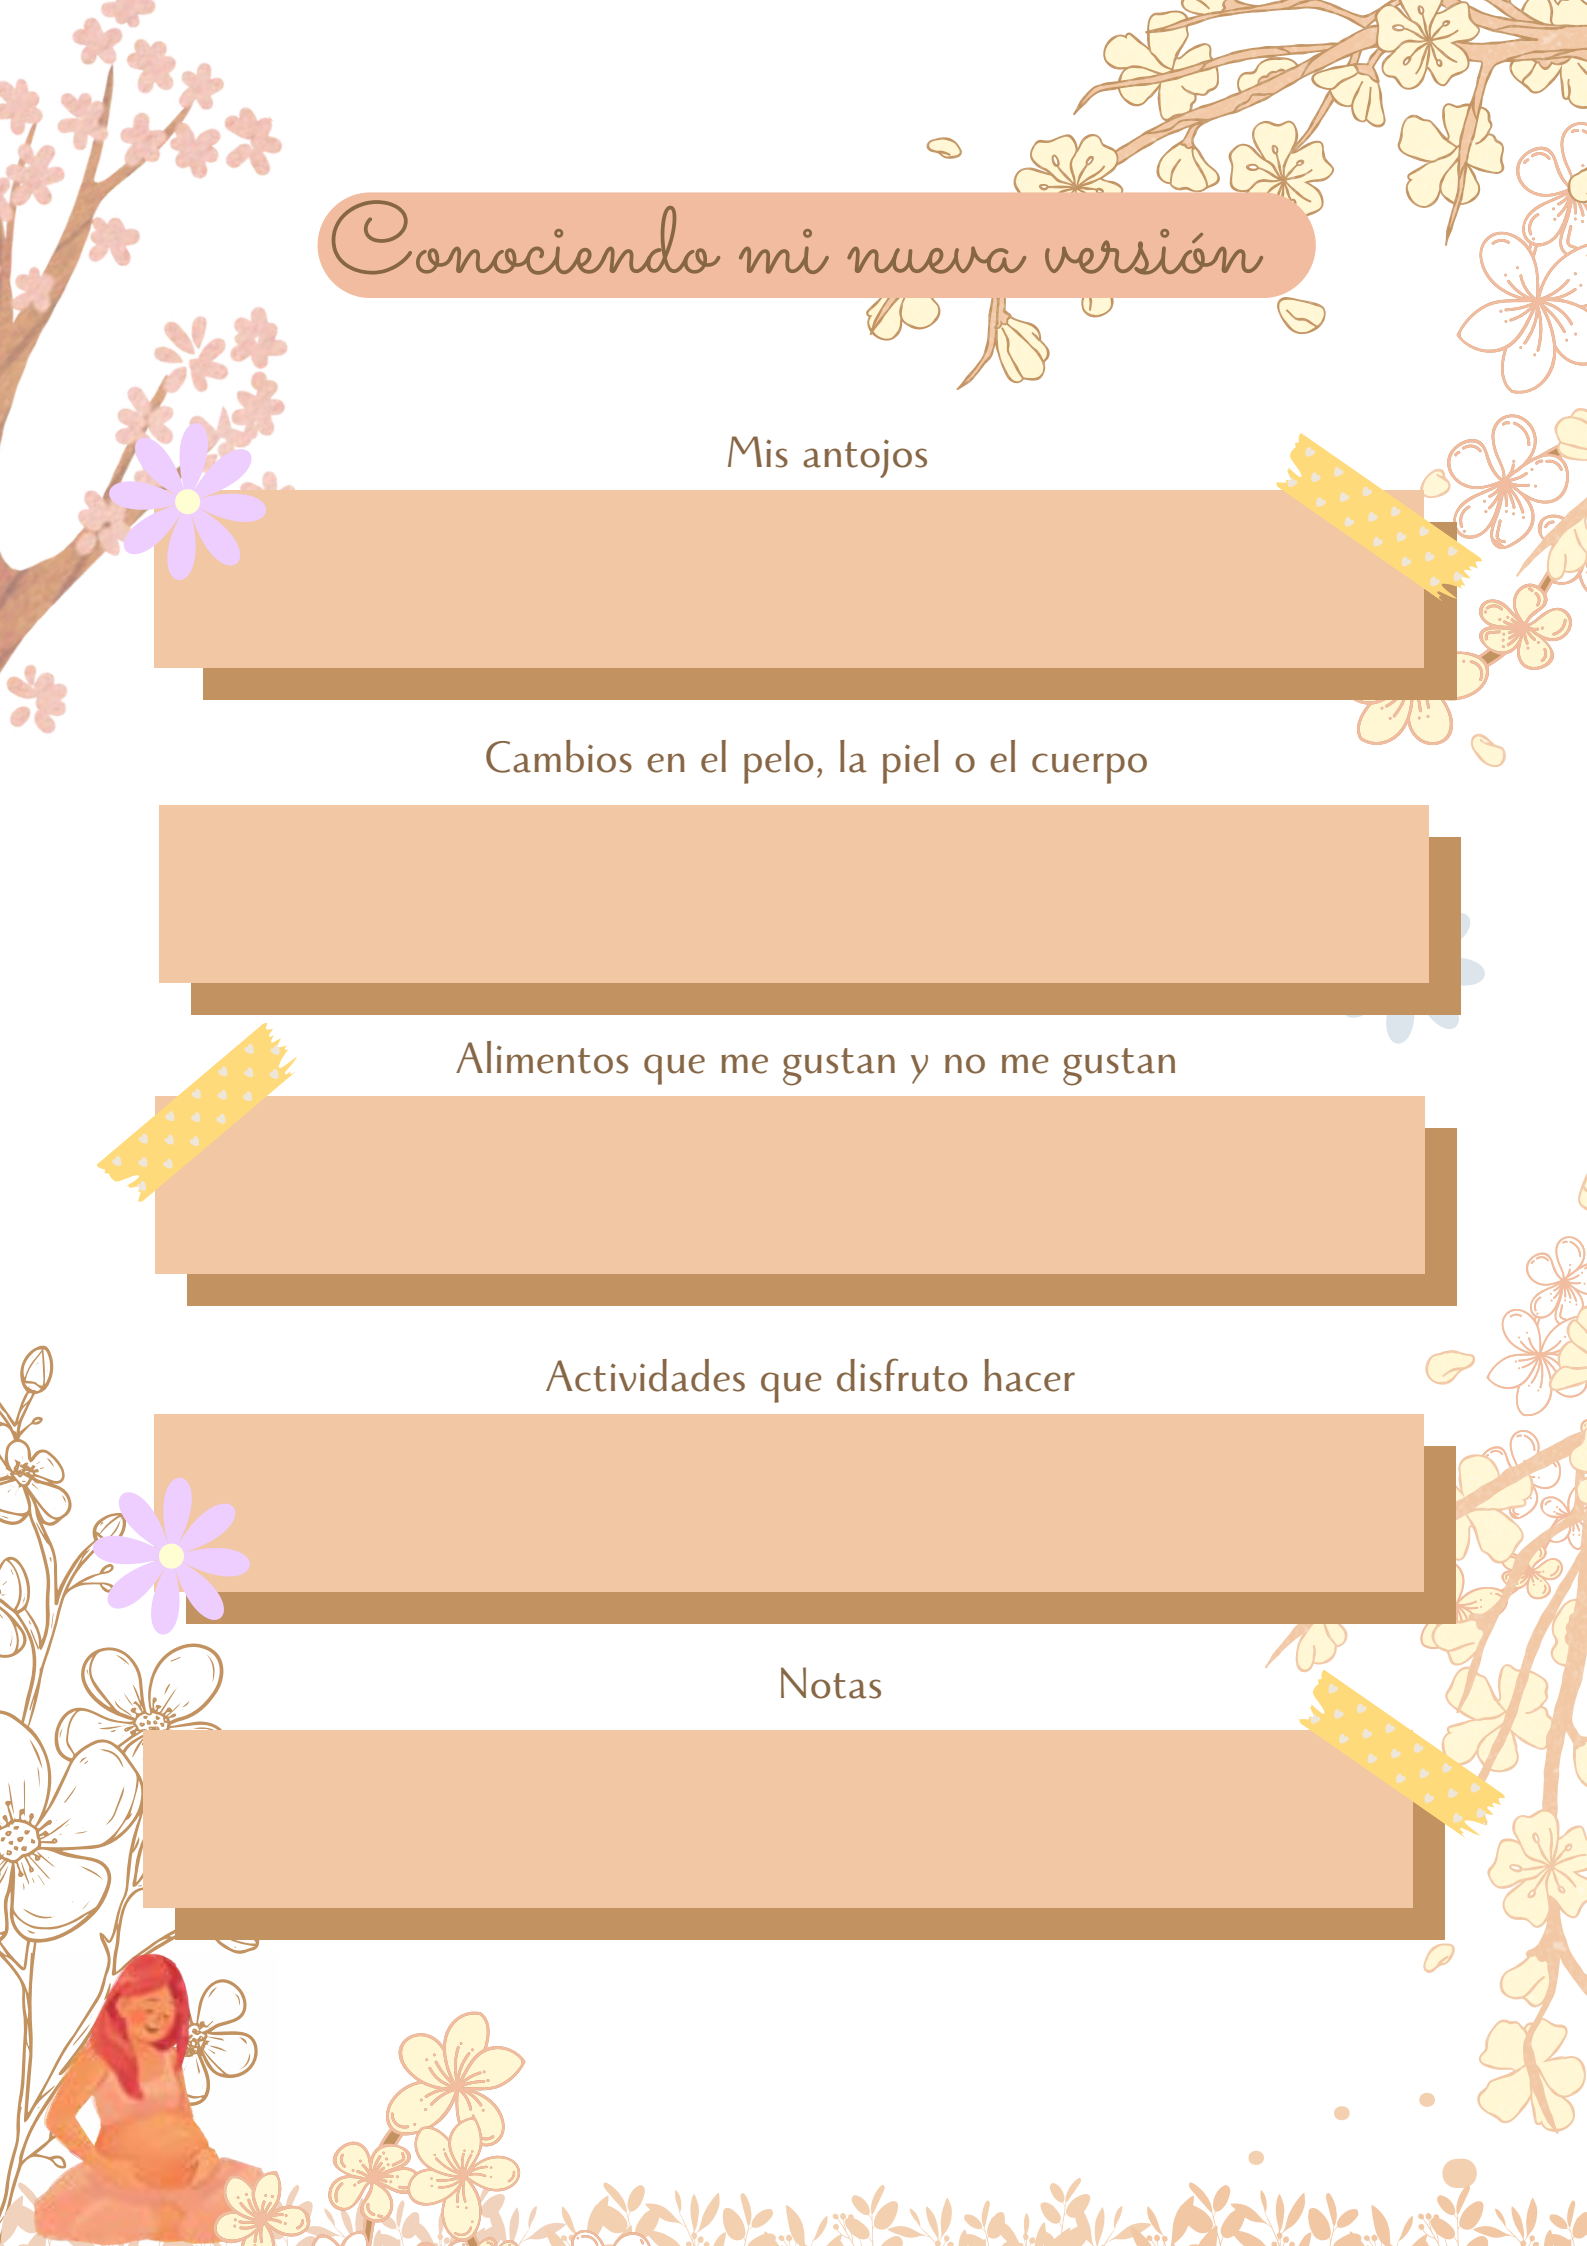 Conociendo mi nueva versión
Mis antojos
Cambios en el pelo, la piel o el cuerpo
Alimentos que me gustan y no me gustan
Actividades que disfruto hacer
Notas